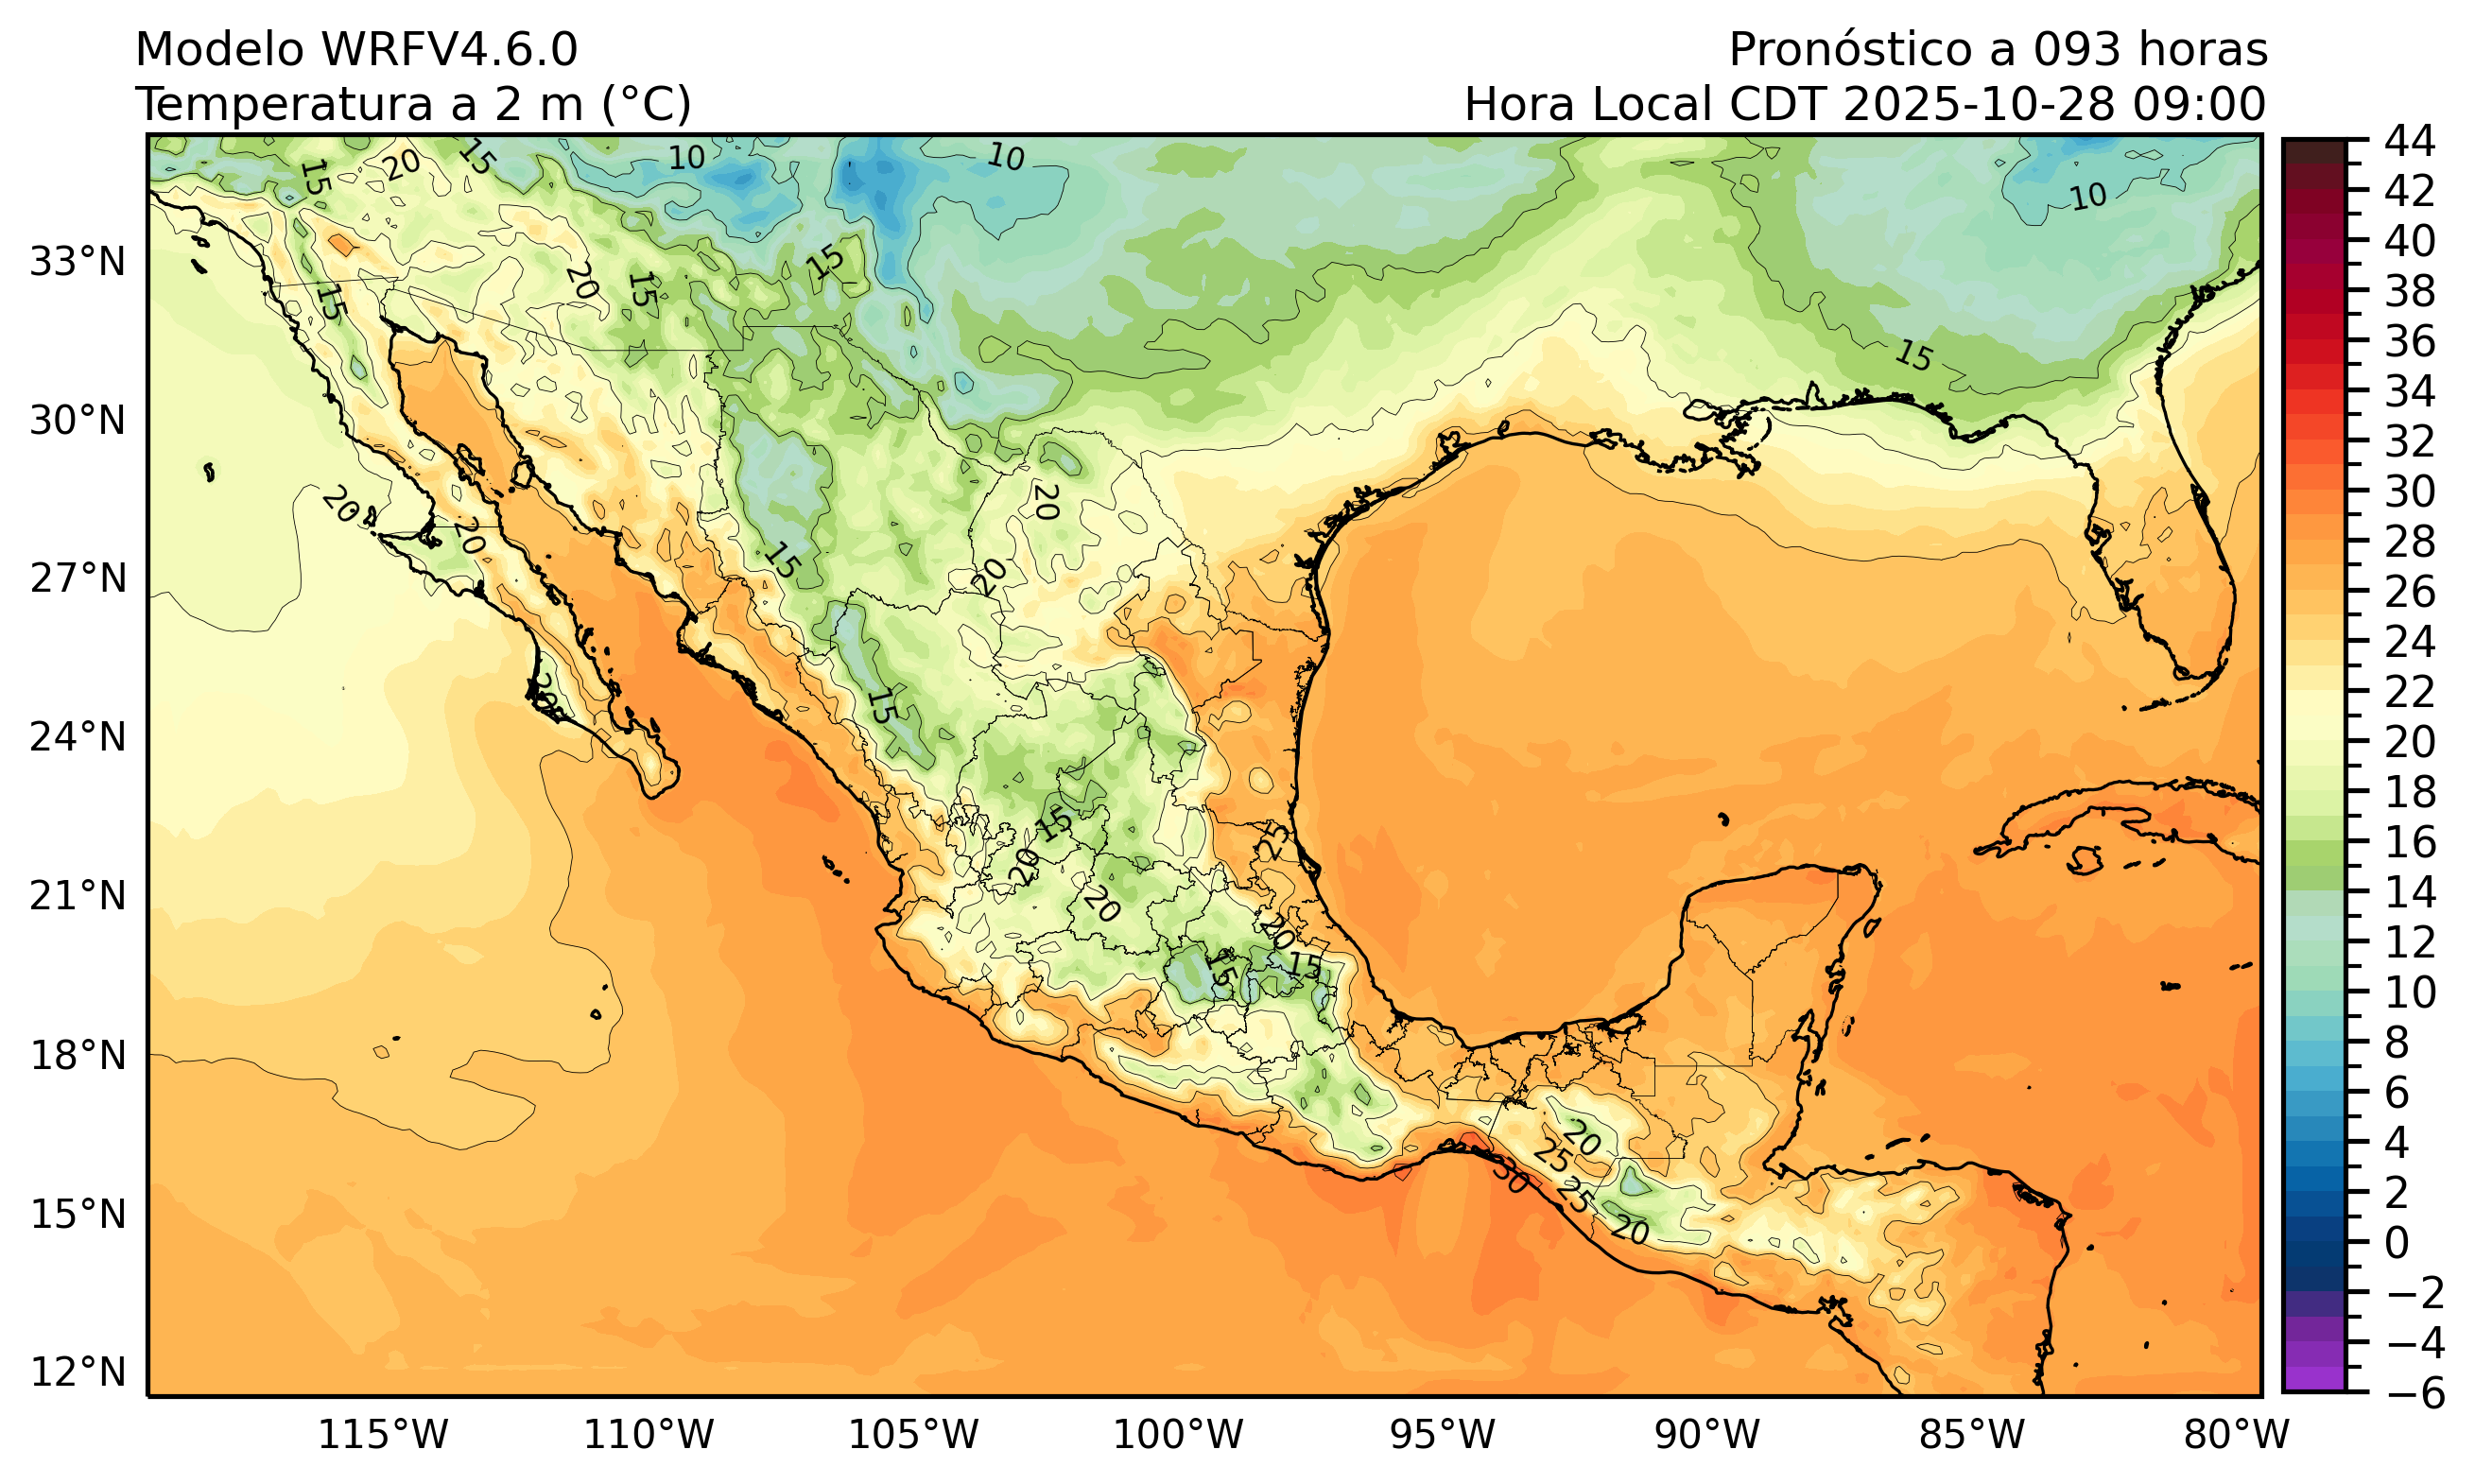 Modelo WRFV4.6.0
Pronóstico a 093 horas
Temperatura a 2 m (°C)
Hora Local CDT 2025-10-28 09:00
15
20
15
10
10
10
15
20
15
15
15
15
20
20
20
15
20
20
15
25
15
20
20
20
15
15
20
25
30
25
20
33°N
30°N
27°N
24°N
21°N
18°N
15°N
12°N
115°W
110°W
105°W
100°W
95°W
90°W
85°W
80°W
44
42
40
38
36
34
32
30
28
26
24
22
20
18
16
14
12
10
8
6
4
2
0
−2
−4
−6